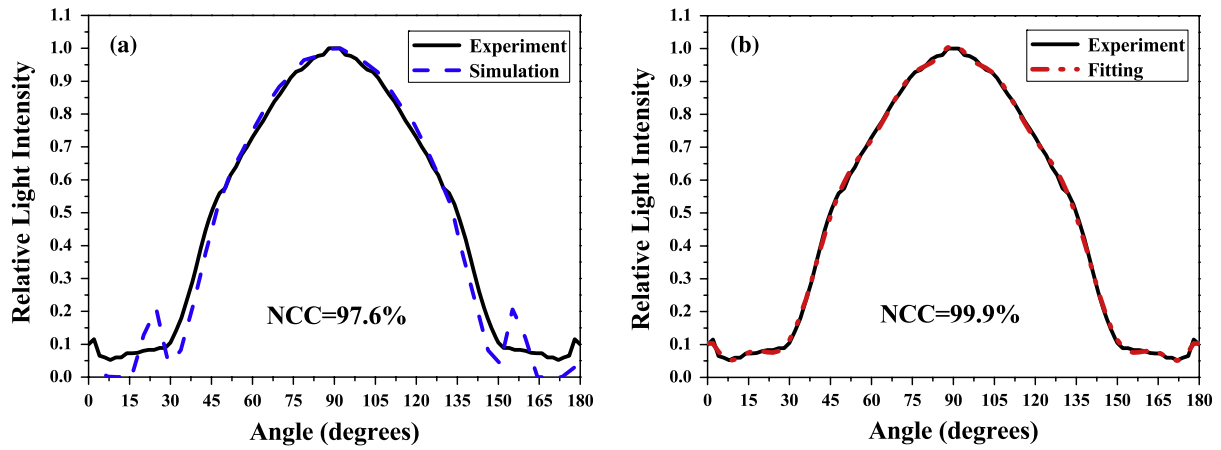 (a)
Experiment
Simulation
NCC=97.6%
Relative Light Intensity
1.1
1.0
0.9
0.8
0.7
0.6
0.5
0.4
0.3
0.2
0.1
0.0
0 15 30 45 60 75 90 105 120 135 150 165 180
Angle (degrees)
(b)
Experiment
Fitting
NCC=99.9%
Relative Light Intensity
1.1
1.0
0.9
0.8
0.7
0.6
0.5
0.4
0.3
0.2
0.1
0.0
0 15 30 45 60 75 90 105 120 135 150 165 180
Angle (degrees)